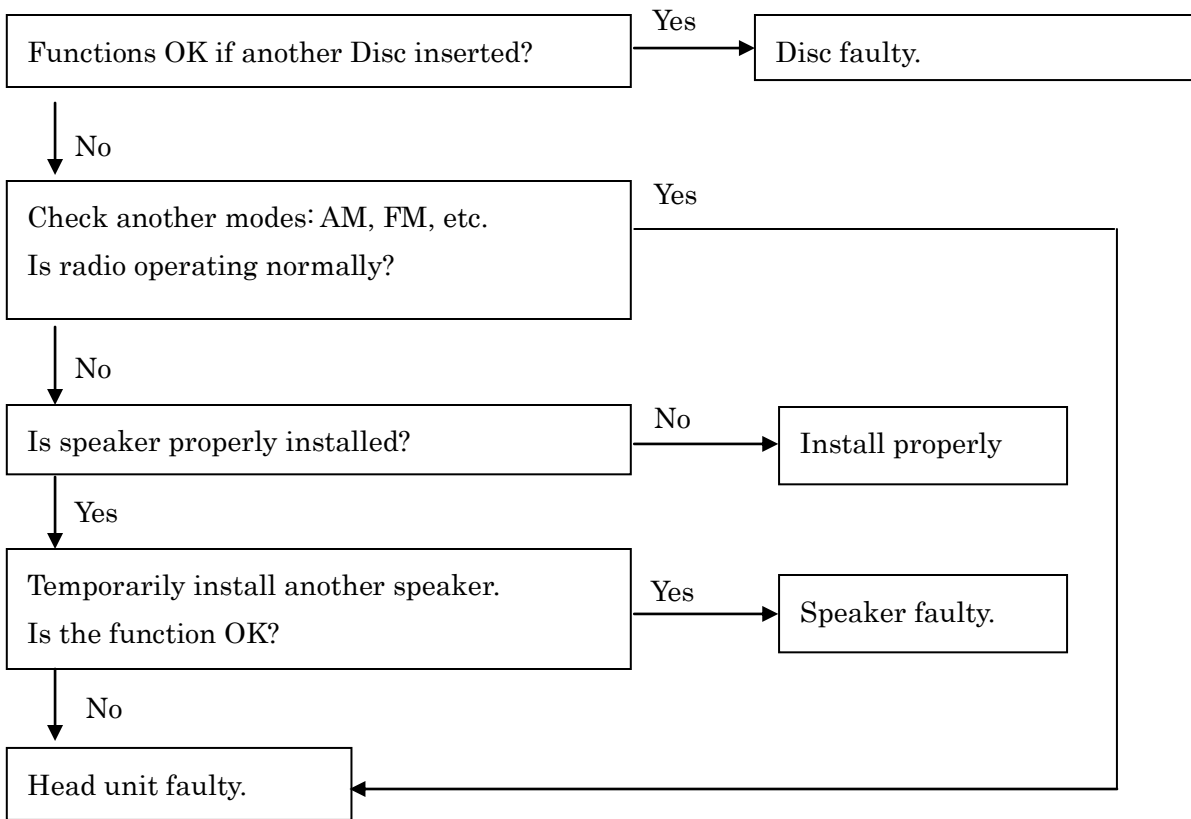 Functions OK if another Disc inserted?
Yes
Disc faulty.
No
Check another modes: AM, FM, etc.
Is radio operating normally?
Yes
No
Is speaker properly installed?
No
Install properly
Yes
Temporarily install another speaker.
Is the function OK?
Yes
Speaker faulty.
No
Head unit faulty.